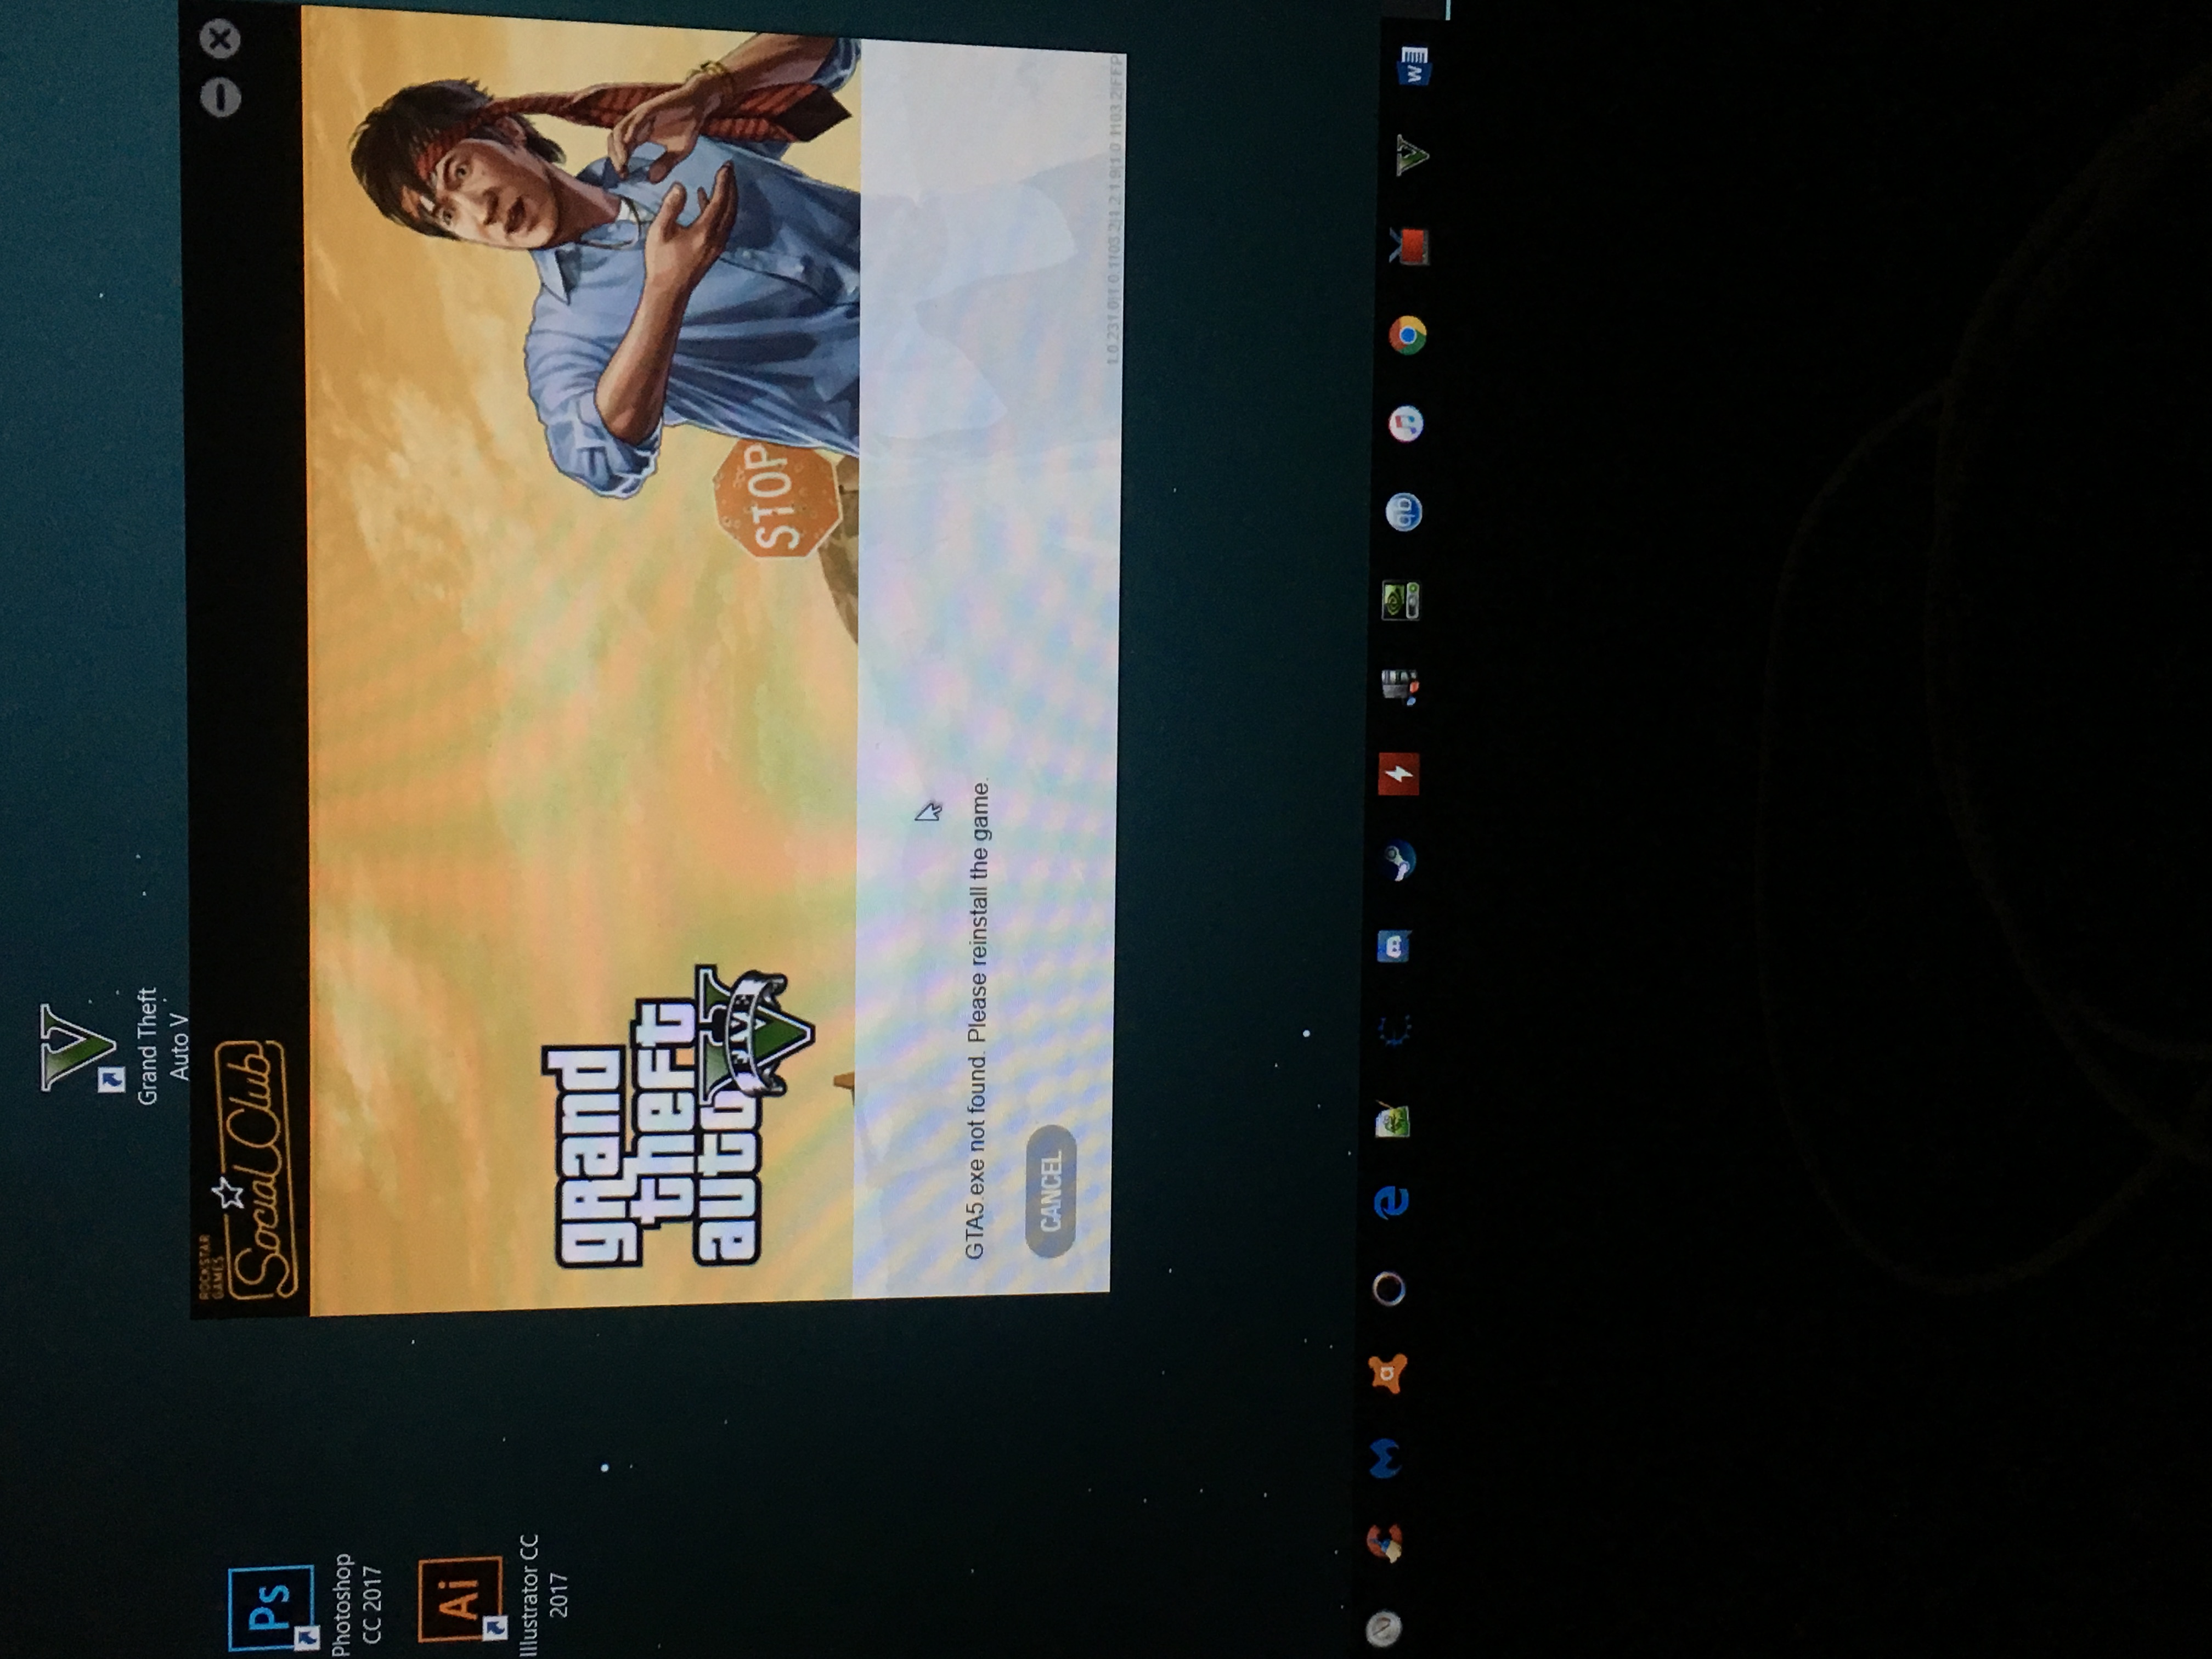 Grand Theft
Auto V
ROCKSTAR
GAMES
Social Club
Ps
Photoshop
CC 2017
Ai
Illustrator CC
2017
grand
theft
auto V
FIVE
STOP
GTA5.exe not found. Please reinstall the game.
CANCEL
1.0.231.0|1.0.1103.2|1.2.1.9|1.0.1103.2|FFP
a
qb
W